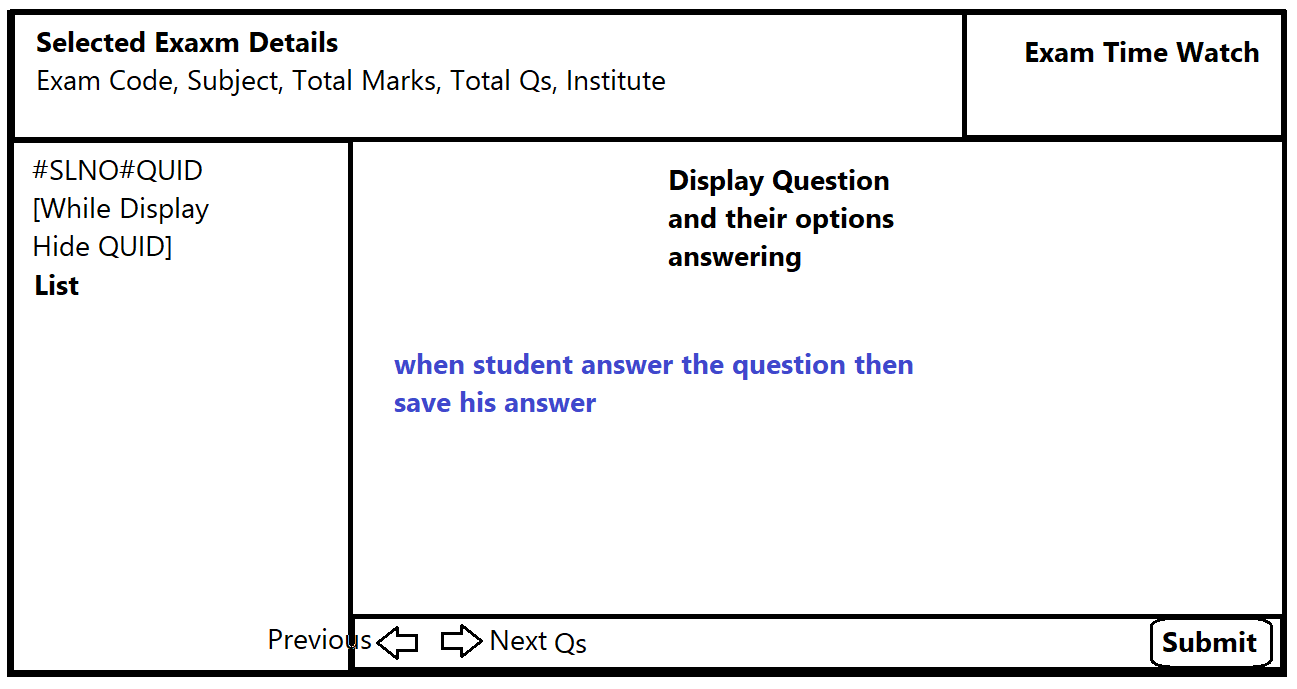 Selected Exaxm Details
Exam Code, Subject, Total Marks, Total Qs, Institute
Exam Time Watch
#SLNO#QUID
[While Display
Hide QUID]
List
Display Question
and their options
answering
when student answer the question then
save his answer
Previous Next Qs
Submit